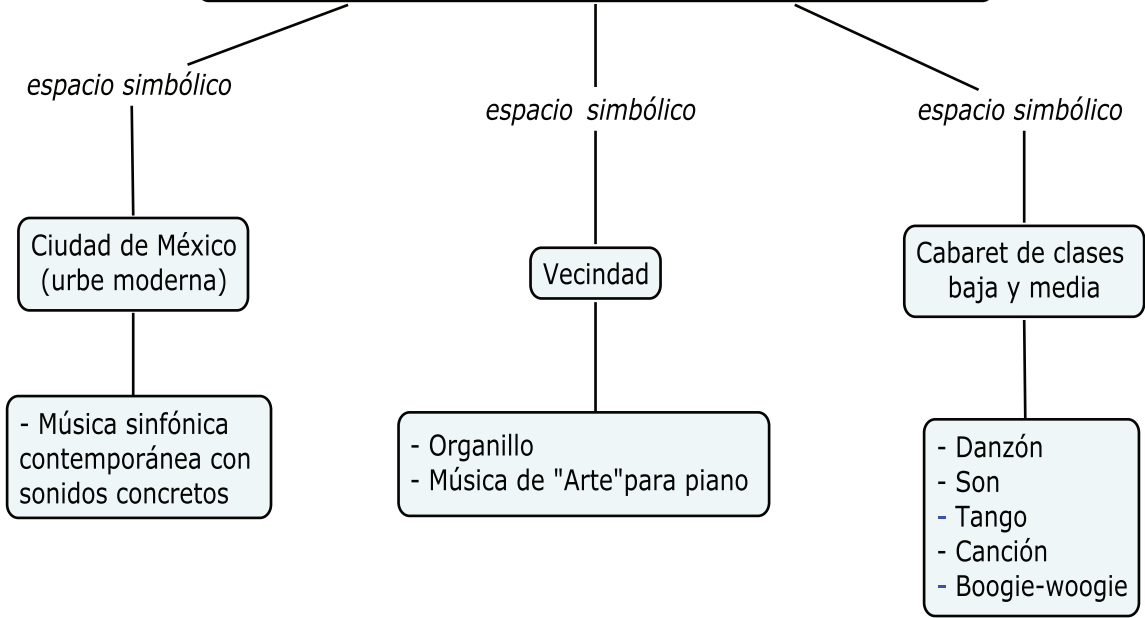 espacio simbólico
Ciudad de México
(urbe moderna)
- Música sinfónica
contemporánea con
sonidos concretos
espacio simbólico
Vecindad
- Organillo
- Música de "Arte"para piano
espacio simbólico
Cabaret de clases
baja y media
- Danzón
- Son
- Tango
- Canción
- Boogie-woogie